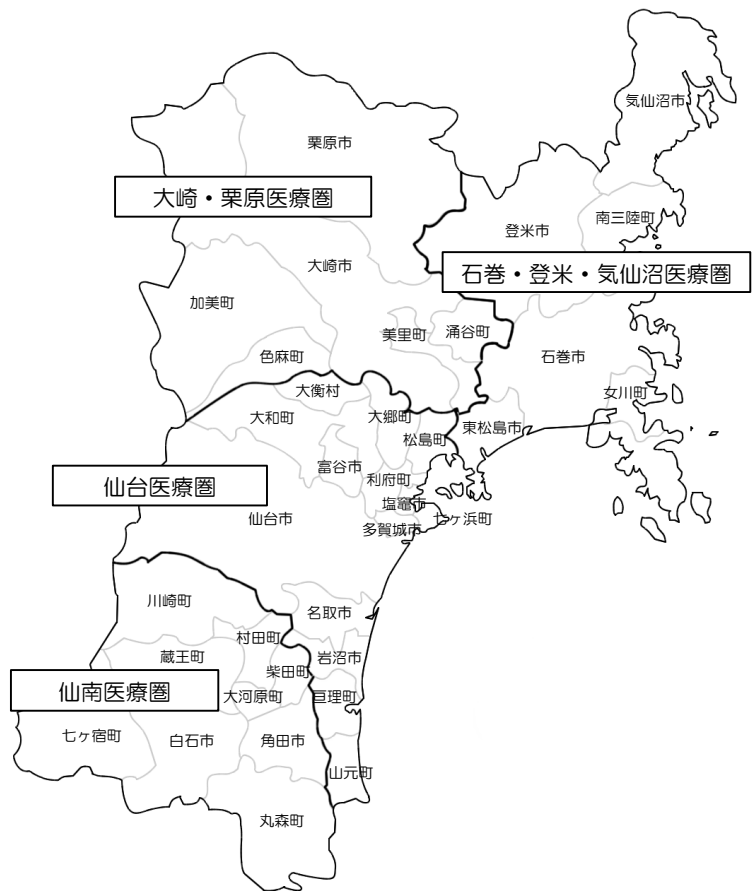 気仙沼市
栗原市
大崎・栗原医療圏
南三陸町
登米市
大崎市
石巻・登米・気仙沼医療圏
加美町
美里町
涌谷町
色麻町
石巻市
大衡村
女川町
大和町
大郷町
東松島市
松島町
富谷市
利府町
仙台医療圏
塩竈市
仙台市
七ヶ浜町
多賀城市
川崎町
名取市
村田町
蔵王町
岩沼市
柴田町
仙南医療圏
大河原町
亘理町
七ヶ宿町
白石市
角田市
山元町
丸森町